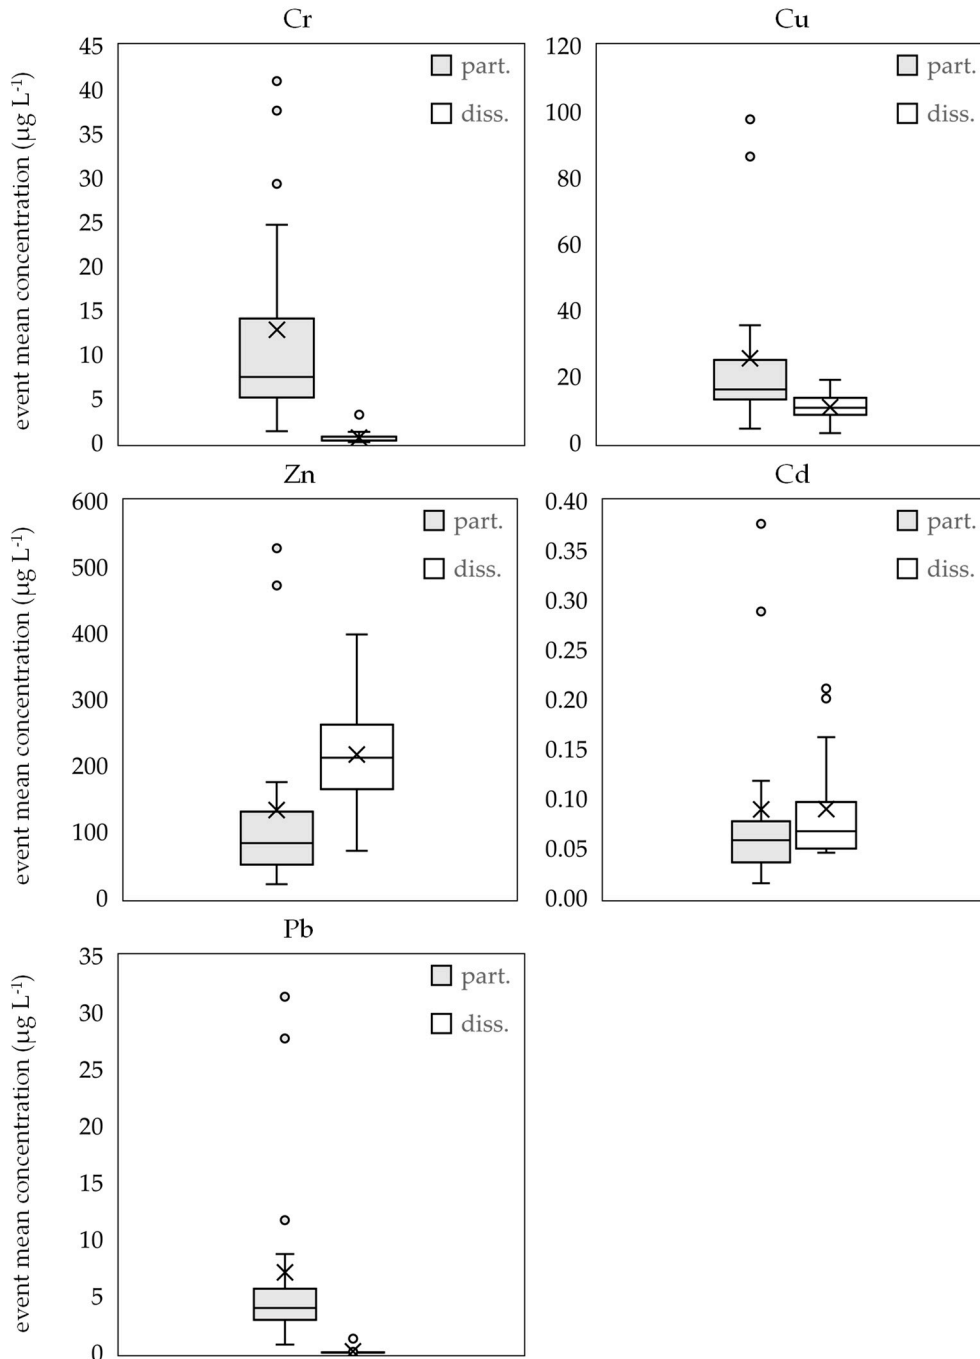 Cr
event mean concentration (µg L-1)
45
40
35
30
25
20
15
10
5
0
part.
diss.
Cu
120
100
80
60
40
20
0
part.
diss.
Zn
event mean concentration (µg L-1)
600
500
400
300
200
100
0
part.
diss.
Cd
0.40
0.35
0.30
0.25
0.20
0.15
0.10
0.05
0.00
part.
diss.
Pb
event mean concentration (µg L-1)
35
30
25
20
15
10
5
0
part.
diss.